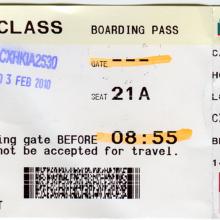 CLASS
BOARDING PASS
CXHKIA2530
3 FEB 2010
GATE ---
SEAT 21A
ing gate BEFORE 08:55
not be accepted for travel.